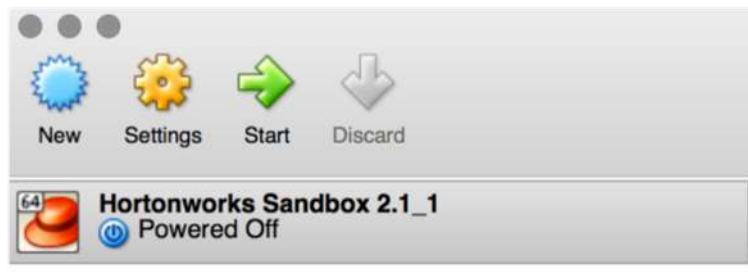 New Settings Start Discard
64
Hortonworks Sandbox 2.1_1
Powered Off